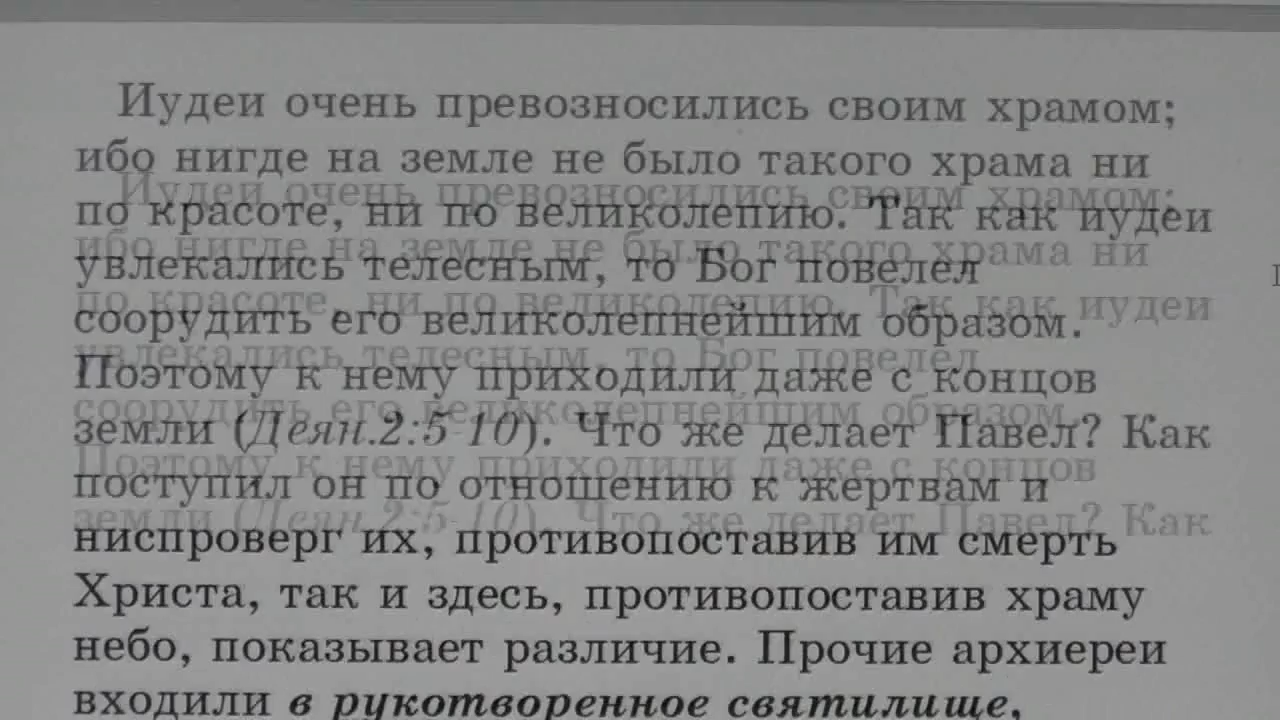 Иудеи очень превозносились своим храмом;
ибо нигде на земле не было такого храма ни
по красоте, ни по великолепию. Так как иудеи
увлекались телесным, то Бог повелел
соорудить его великолепнейшим образом.
Поэтому к нему приходили даже с концов
земли (Деян.2:5-10). Что же делает Павел? Как
поступил он по отношению к жертвам и
ниспроверг их, противопоставив им смерть
Христа, так и здесь, противопоставив храму
небо, показывает различие. Прочие архиереи
входили в рукотворенное святилище,